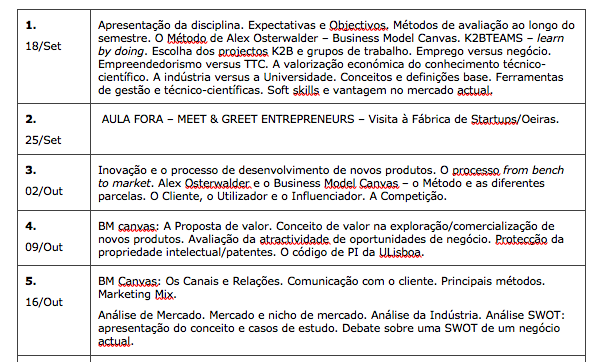 1.
18/Set
Apresentação da disciplina. Expectativas e Objectivos. Métodos de avaliação ao longo do
semestre. O Método de Alex Osterwalder – Business Model Canvas. K2BTEAMS – learn
by doing. Escolha dos projectos K2B e grupos de trabalho. Emprego versus negócio.
Empreendedorismo versus TTC. A valorização económica do conhecimento técnico-
científico. A indústria versus a Universidade. Conceitos e definições base. Ferramentas
de gestão e técnico-científicas. Soft skills e vantagem no mercado actual.
2.
25/Set
AULA FORA – MEET & GREET ENTREPRENEURS – Visita à Fábrica de Startups/Oeiras.
3.
02/Out
Inovação e o processo de desenvolvimento de novos produtos. O processo from bench
to market. Alex Osterwalder e o Business Model Canvas – o Método e as diferentes
parcelas. O Cliente, o Utilizador e o Influenciador. A Competição.
4.
09/Out
BM canvas: A Proposta de valor. Conceito de valor na exploração/comercialização de
novos produtos. Avaliação da atractividade de oportunidades de negócio. Protecção da
propriedade intelectual/patentes. O código de PI da ULisboa.
5.
16/Out
BM Canvas: Os Canais e Relações. Comunicação com o cliente. Principais métodos.
Marketing Mix.
Análise de Mercado. Mercado e nicho de mercado. Análise da Indústria. Análise SWOT:
apresentação do conceito e casos de estudo. Debate sobre uma SWOT de um negócio
actual.